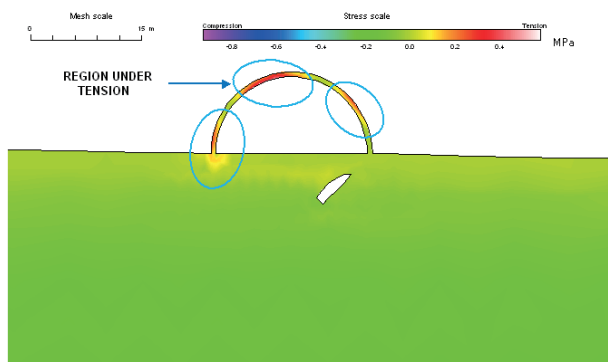 Mesh scale
0 15 m
Stress scale
Compression Tension
-0.8 -0.6 -0.4 -0.2 0.0 0.2 0.4
MPa
REGION UNDER
TENSION